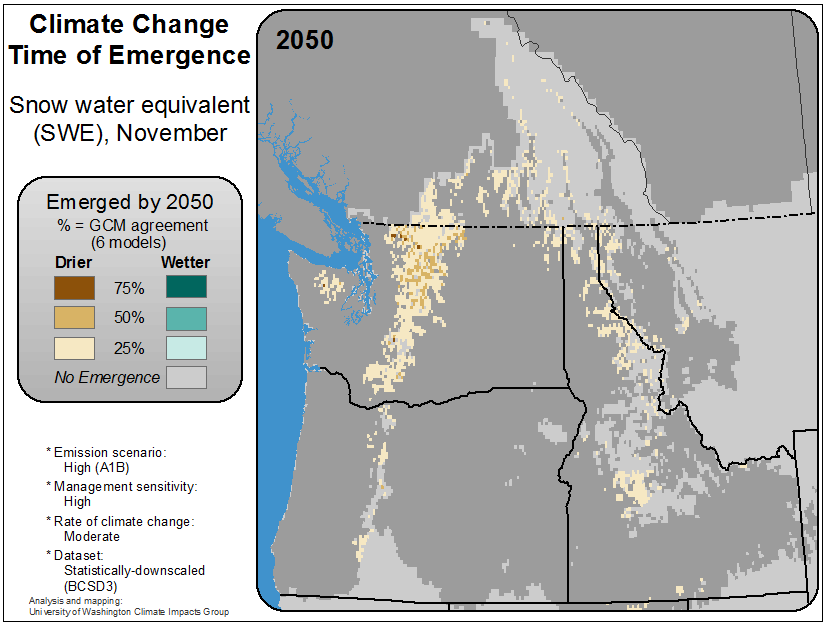 Climate Change
Time of Emergence
Snow water equivalent
(SWE), November
Emerged by 2050
% = GCM agreement
(6 models)
Drier Wetter
75%
50%
25%
No Emergence
* Emission scenario:
High (A1B)
* Management sensitivity:
High
* Rate of climate change:
Moderate
* Dataset:
Statistically-downscaled
(BCSD3)
Analysis and mapping:
University of Washington Climate Impacts Group
2050